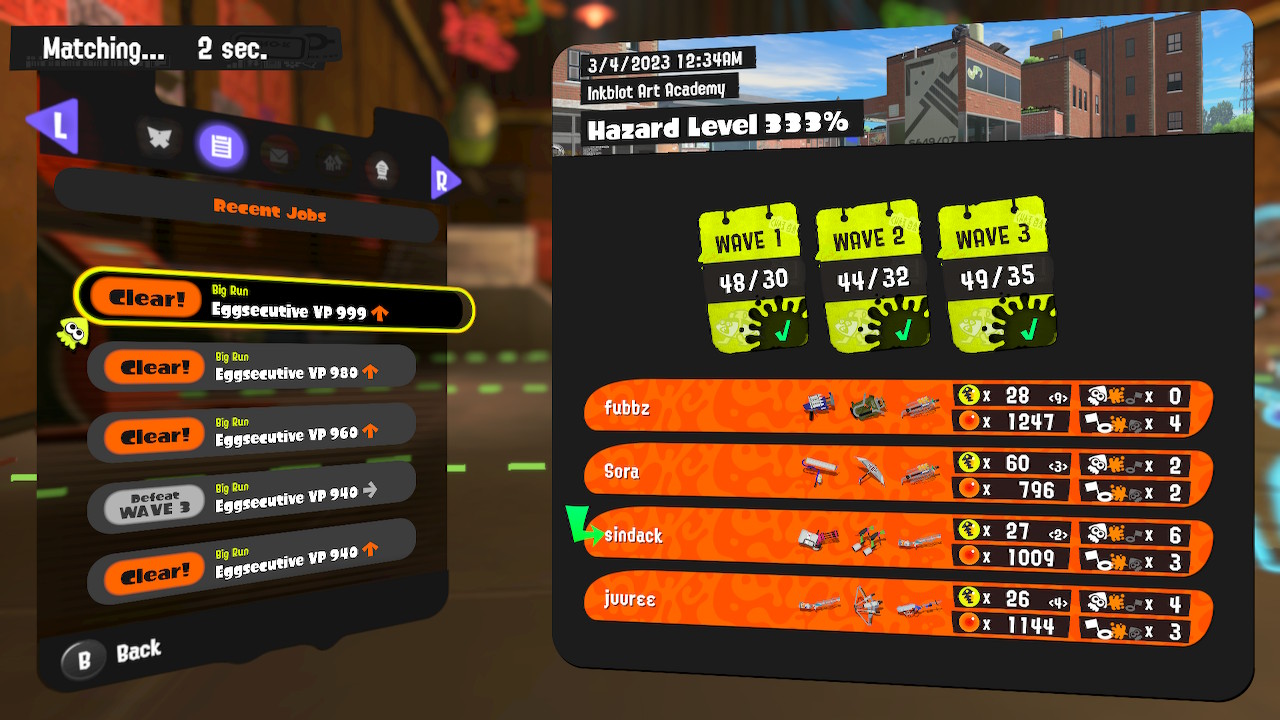 Matching... 2 sec.
L
R
Recent Jobs
Clear!
Big Run
Eggsecutive VP 999
Clear!
Big Run
Eggsecutive VP 980
Clear!
Big Run
Eggsecutive VP 960
Defeat
WAVE 3
Big Run
Eggsecutive VP 940
Clear!
Big Run
Eggsecutive VP 940
B Back
3/4/2023 12:34AM
Inkblot Art Academy
Hazard Level 333%
WAVE 1
48/30
WAVE 2
44/32
WAVE 3
49/35
fubbz
x 28 <9>
x 1247
x 0
x 4
Sora
x 60 <3>
x 796
x 2
x 2
sindack
x 27 <2>
x 1009
x 6
x 3
juuree
x 26 <4>
x 1144
x 4
x 3